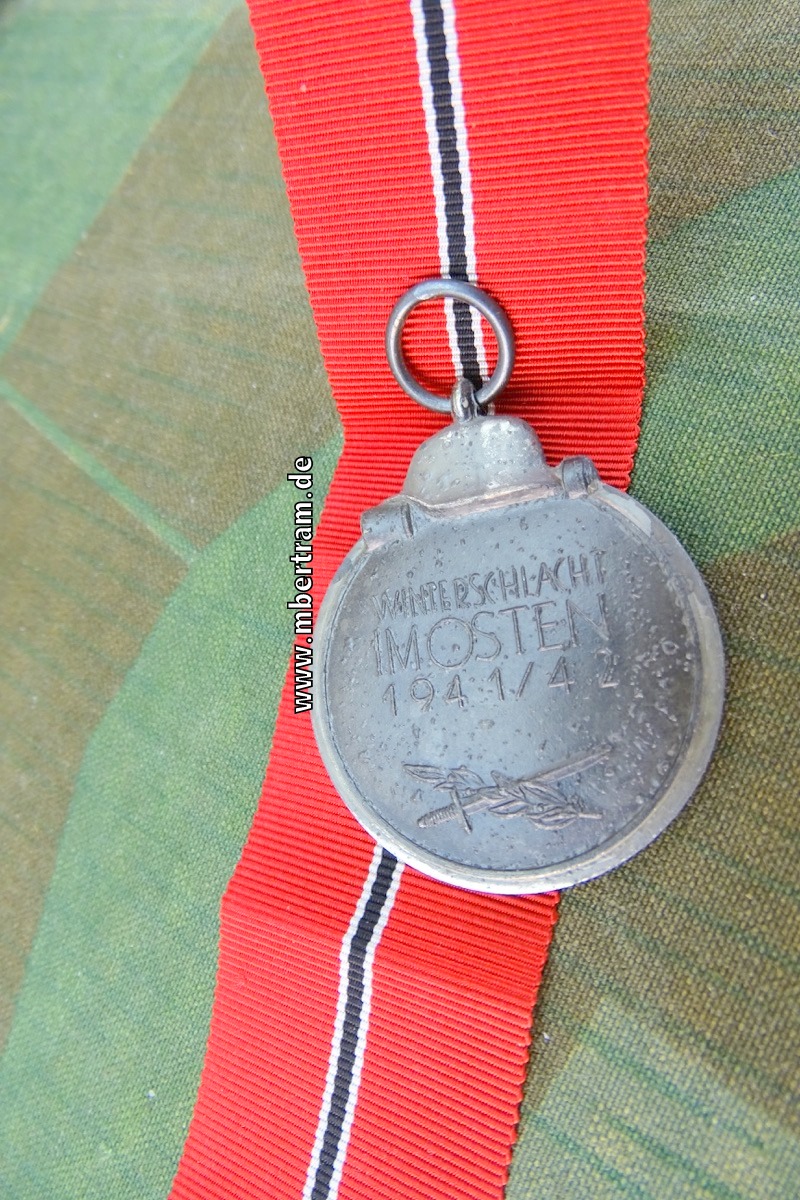 www.mbertram.de
WINTERSCHLACHT
IM OSTEN
1941/42